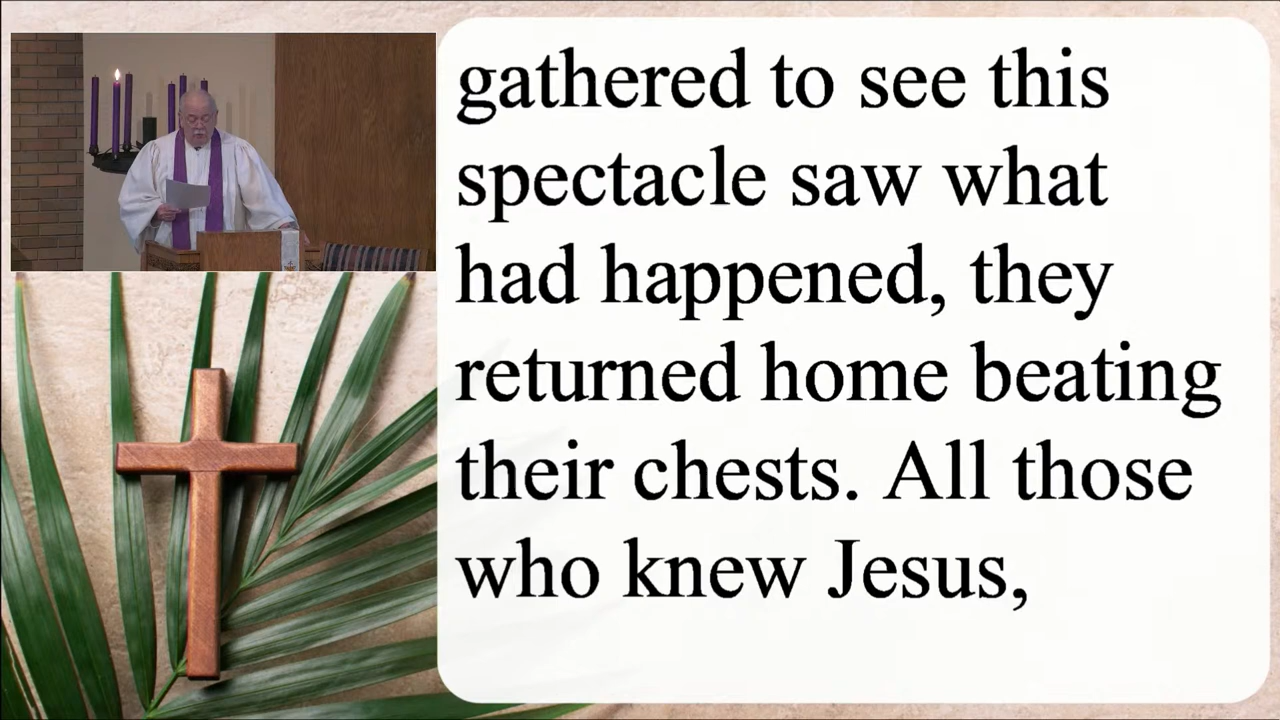 gathered to see this
spectacle saw what
had happened, they
returned home beating
their chests. All those
who knew Jesus,